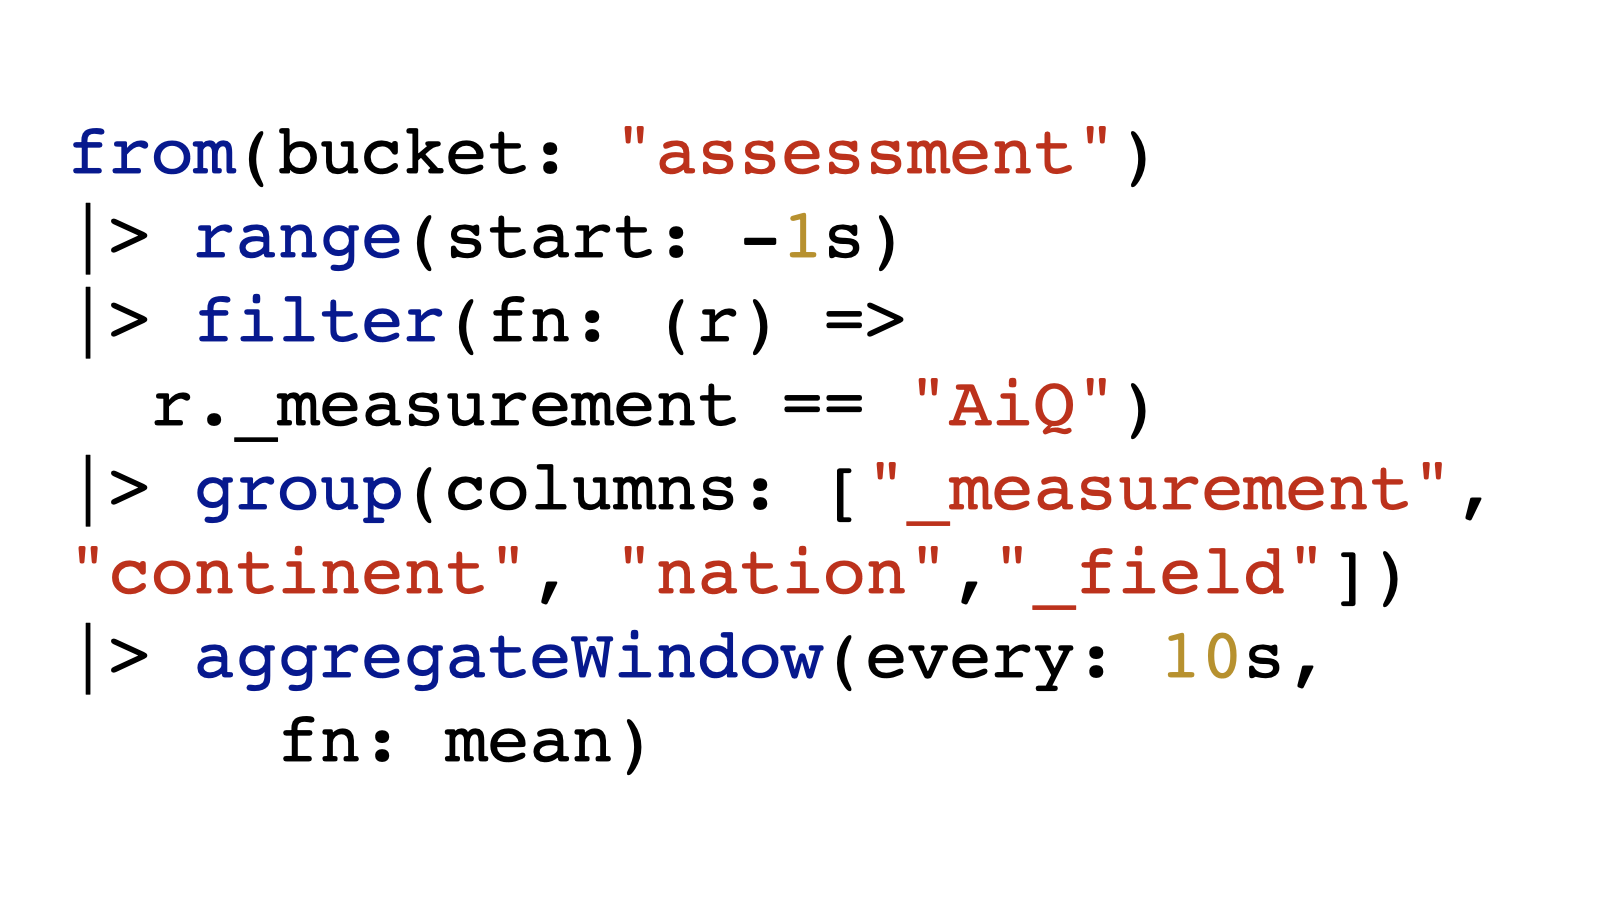 from(bucket: "assessment")
|> range(start: -1s)
|> filter(fn: (r) =>
  r._measurement == "AiQ")
|> group(columns: ["_measurement",
"continent", "nation","_field"])
|> aggregateWindow(every: 10s,
     fn: mean)